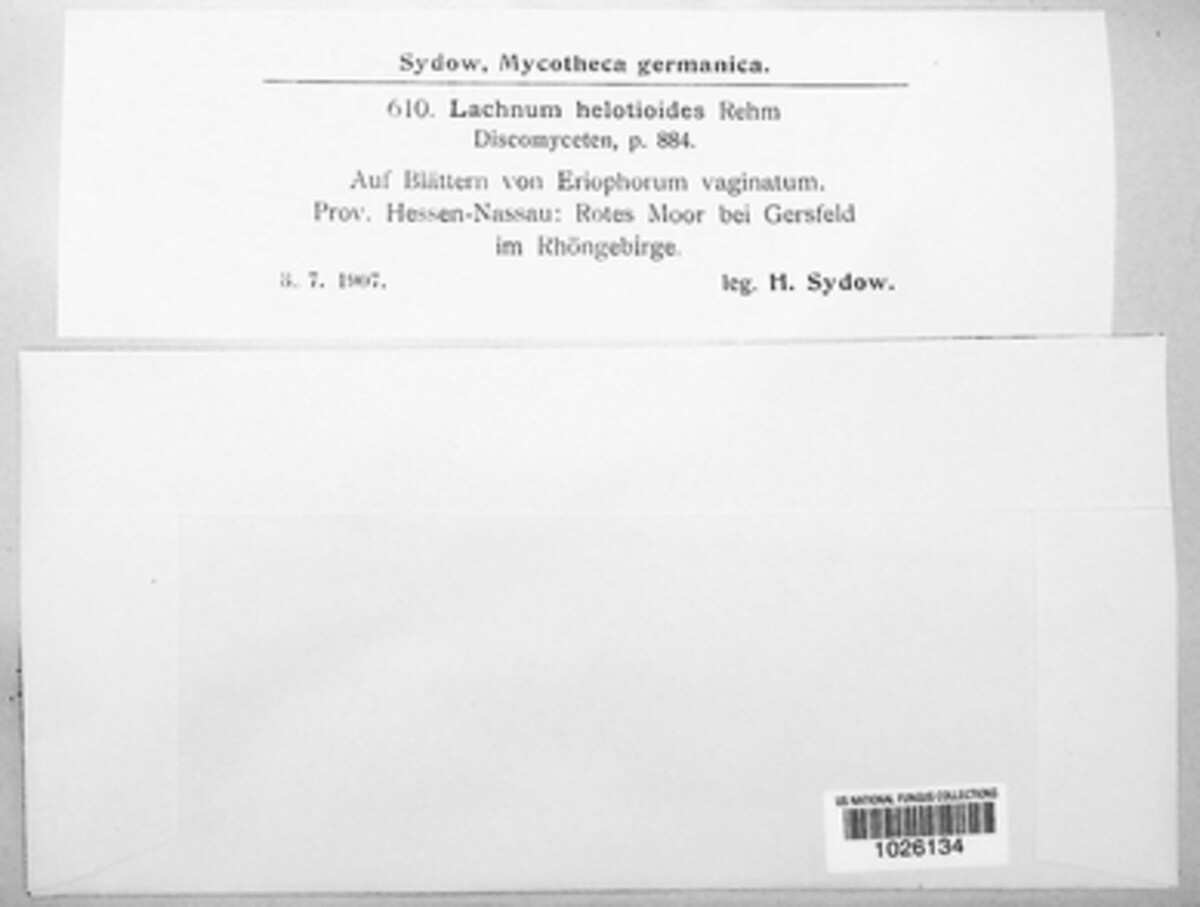 Sydow, Mycotheca germanica.
610. Lachnum helotioides Rehm
Discomyceten, p. 884.
Auf Blättern von Eriophorum vaginatum.
Prov. Hessen-Nassau: Rotes Moor bei Gersfeld
im Rhöngebirge.
3. 7. 1907. leg. H. Sydow.
US NATIONAL FUNGUS COLLECTIONS
1026134